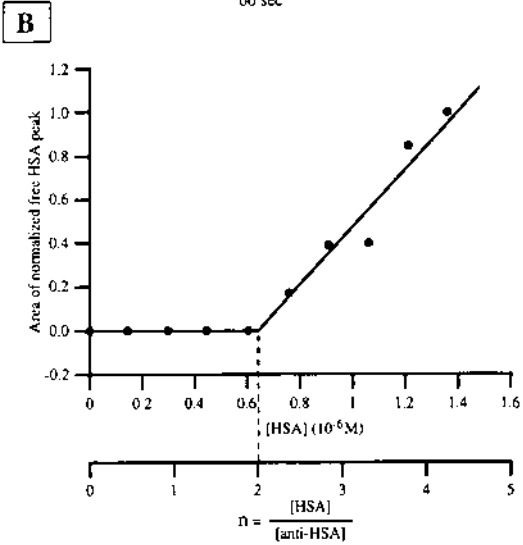 60 sec
B
1.2
1.0
0.8
0.6
0.4
0.2
0.0
-0.2
Area of normalized free HSA peak
0 0.2 0.4 0.6 0.8 1 1.2 1.4 1.6
[HSA] (10⁻⁶M)
0 1 2 3 4 5
n = [HSA]
[anti-HSA]